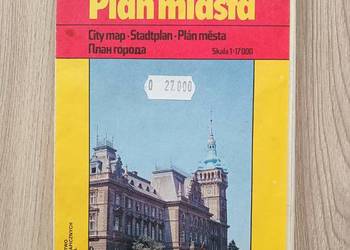 Plan miasta
City map · Stadtplan · Plán města
План города Skala 1:17 000
0 27.000